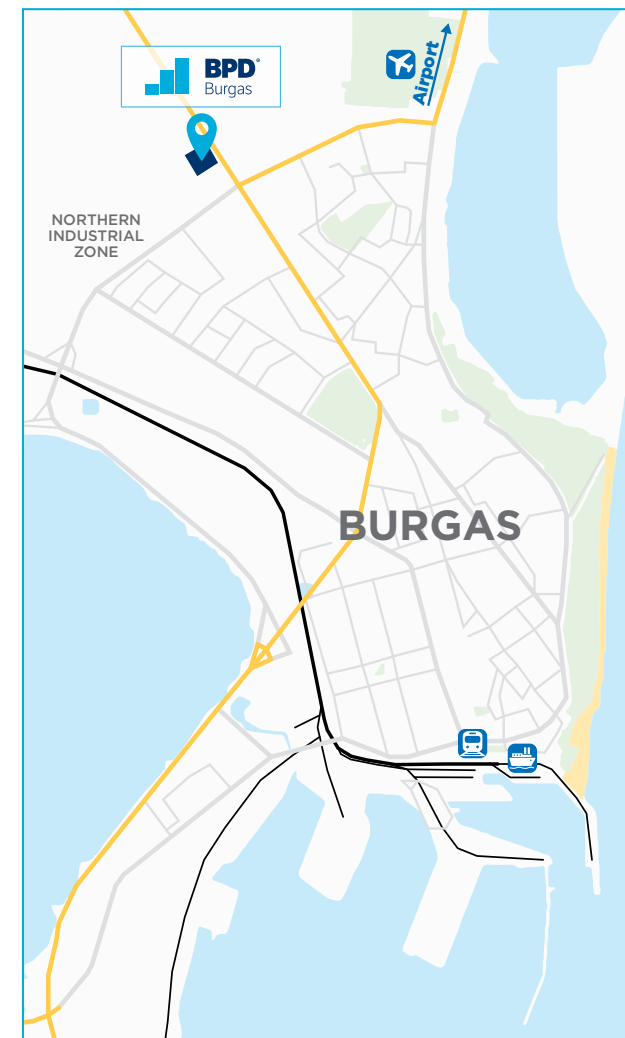 BPD®
Burgas
Airport
NORTHERN
INDUSTRIAL
ZONE
BURGAS